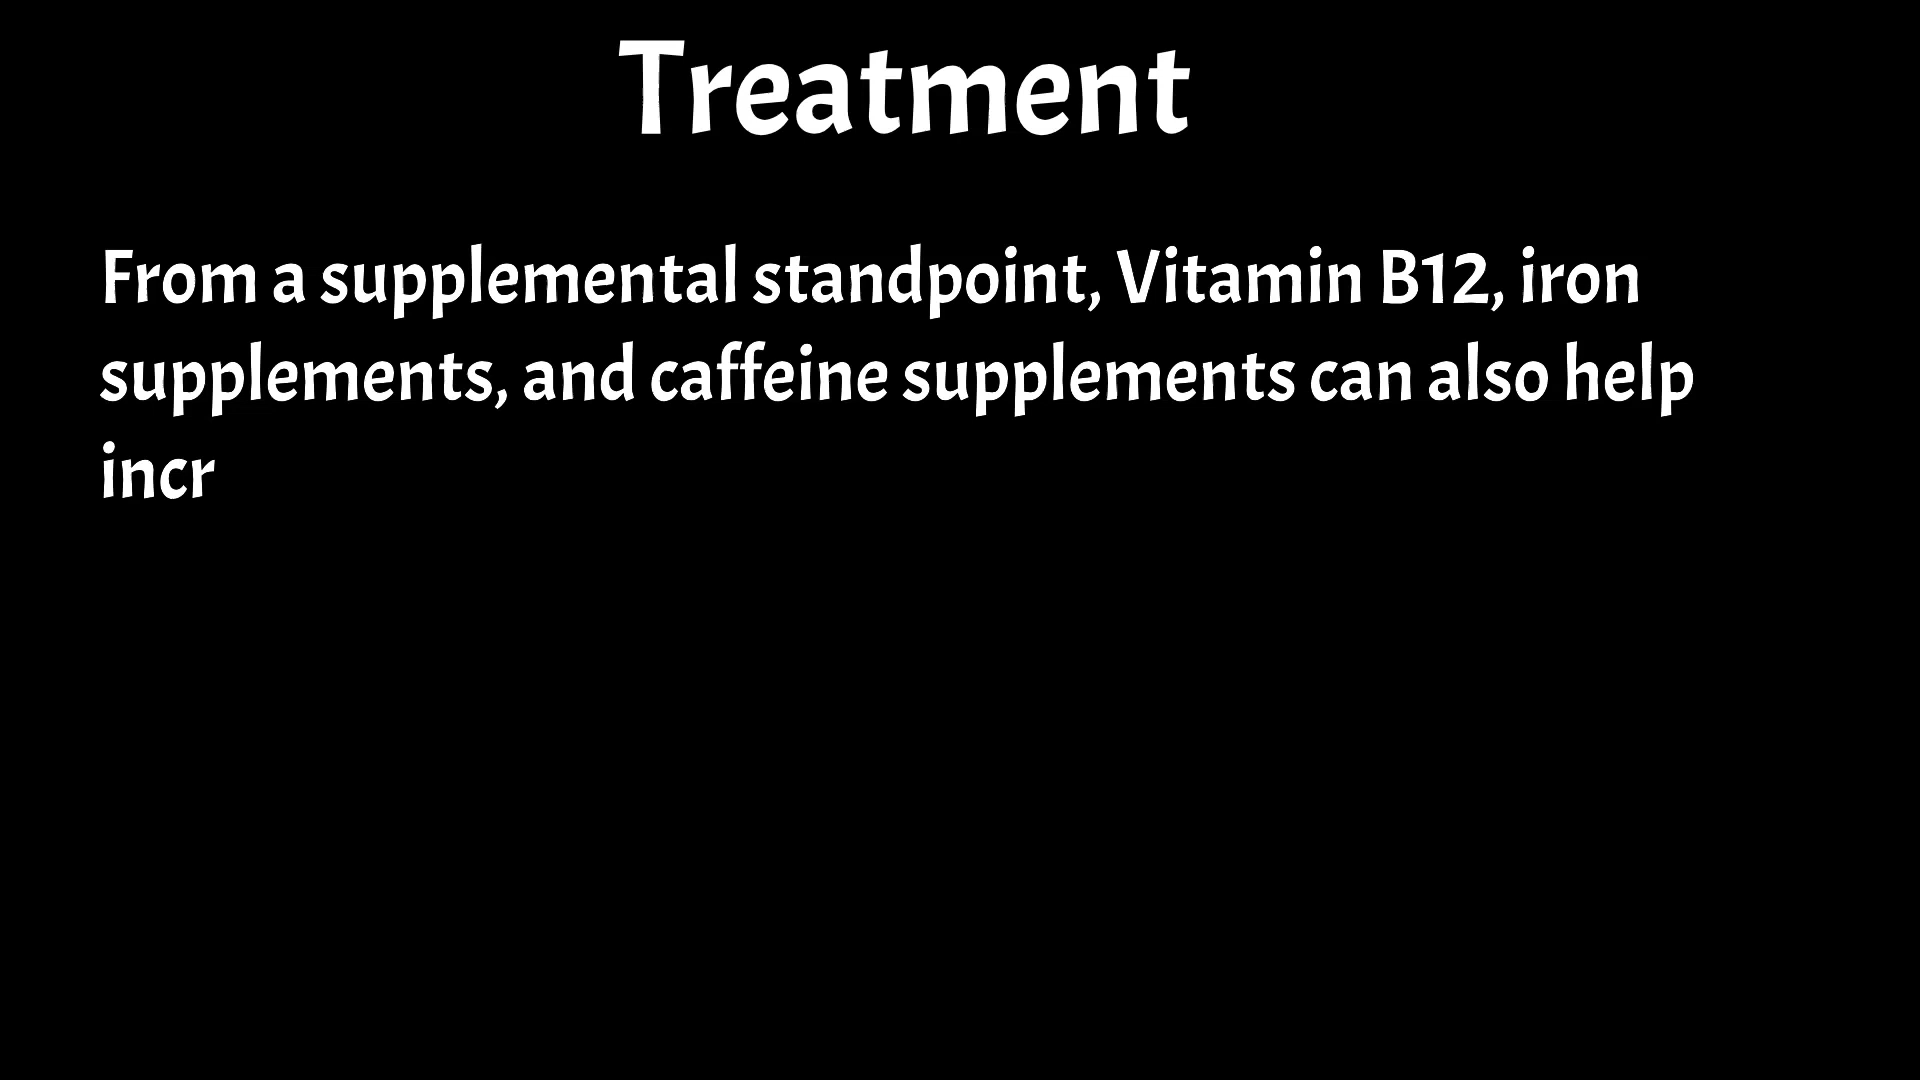 Treatment
From a supplemental standpoint, Vitamin B12, iron
supplements, and caffeine supplements can also help
incr